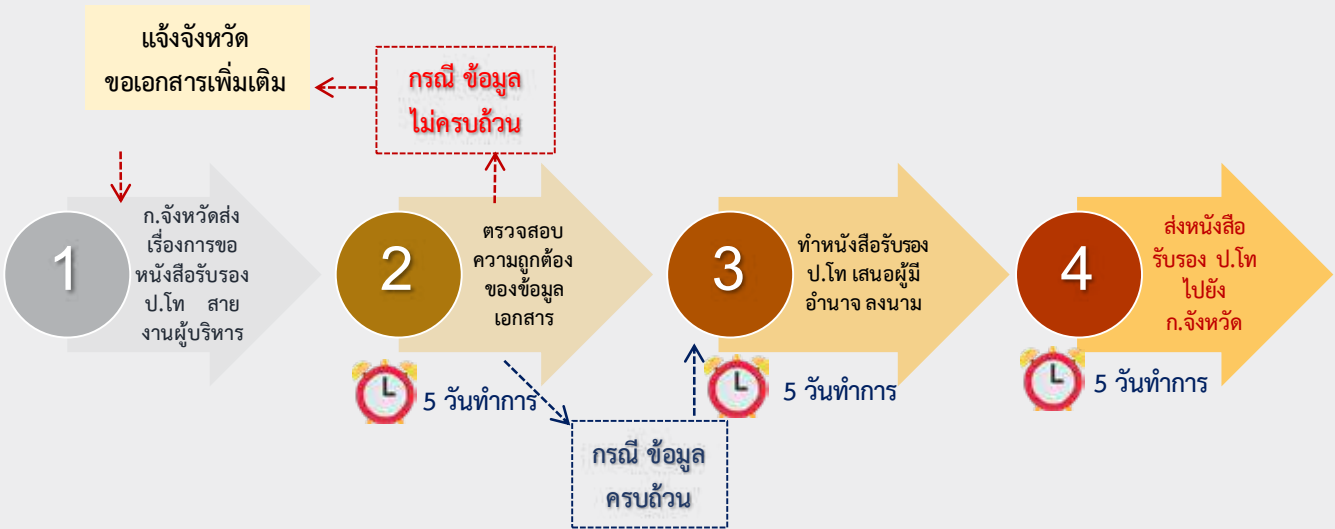 แจ้งจังหวัด
ขอเอกสารเพิ่มเติม
กรณี ข้อมูล
ไม่ครบถ้วน
1
ก.จังหวัดส่ง
เรื่องการขอ
หนังสือรับรอง
ป.โท สาย
งานผู้บริหาร
2
ตรวจสอบ
ความถูกต้อง
ของข้อมูล
เอกสาร
5 วันทำการ
กรณี ข้อมูล
ครบถ้วน
3
ทำหนังสือรับรอง
ป.โท เสนอผู้มี
อำนาจ ลงนาม
5 วันทำการ
4
ส่งหนังสือ
รับรอง ป.โท
ไปยัง
ก.จังหวัด
5 วันทำการ